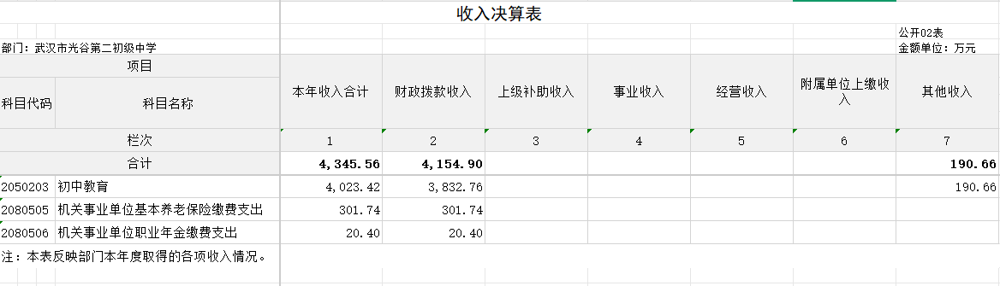 收入决算表
公开02表
部门：武汉市光谷第二初级中学 金额单位：万元
项目 本年收入合计 财政拨款收入 上级补助收入 事业收入 经营收入 附属单位上缴收入 其他收入
科目代码 科目名称
栏次 1 2 3 4 5 6 7
合计 4,345.56 4,154.90 190.66
2050203 初中教育 4,023.42 3,832.76 190.66
2080505 机关事业单位基本养老保险缴费支出 301.74 301.74
2080506 机关事业单位职业年金缴费支出 20.40 20.40
注：本表反映部门本年度取得的各项收入情况。